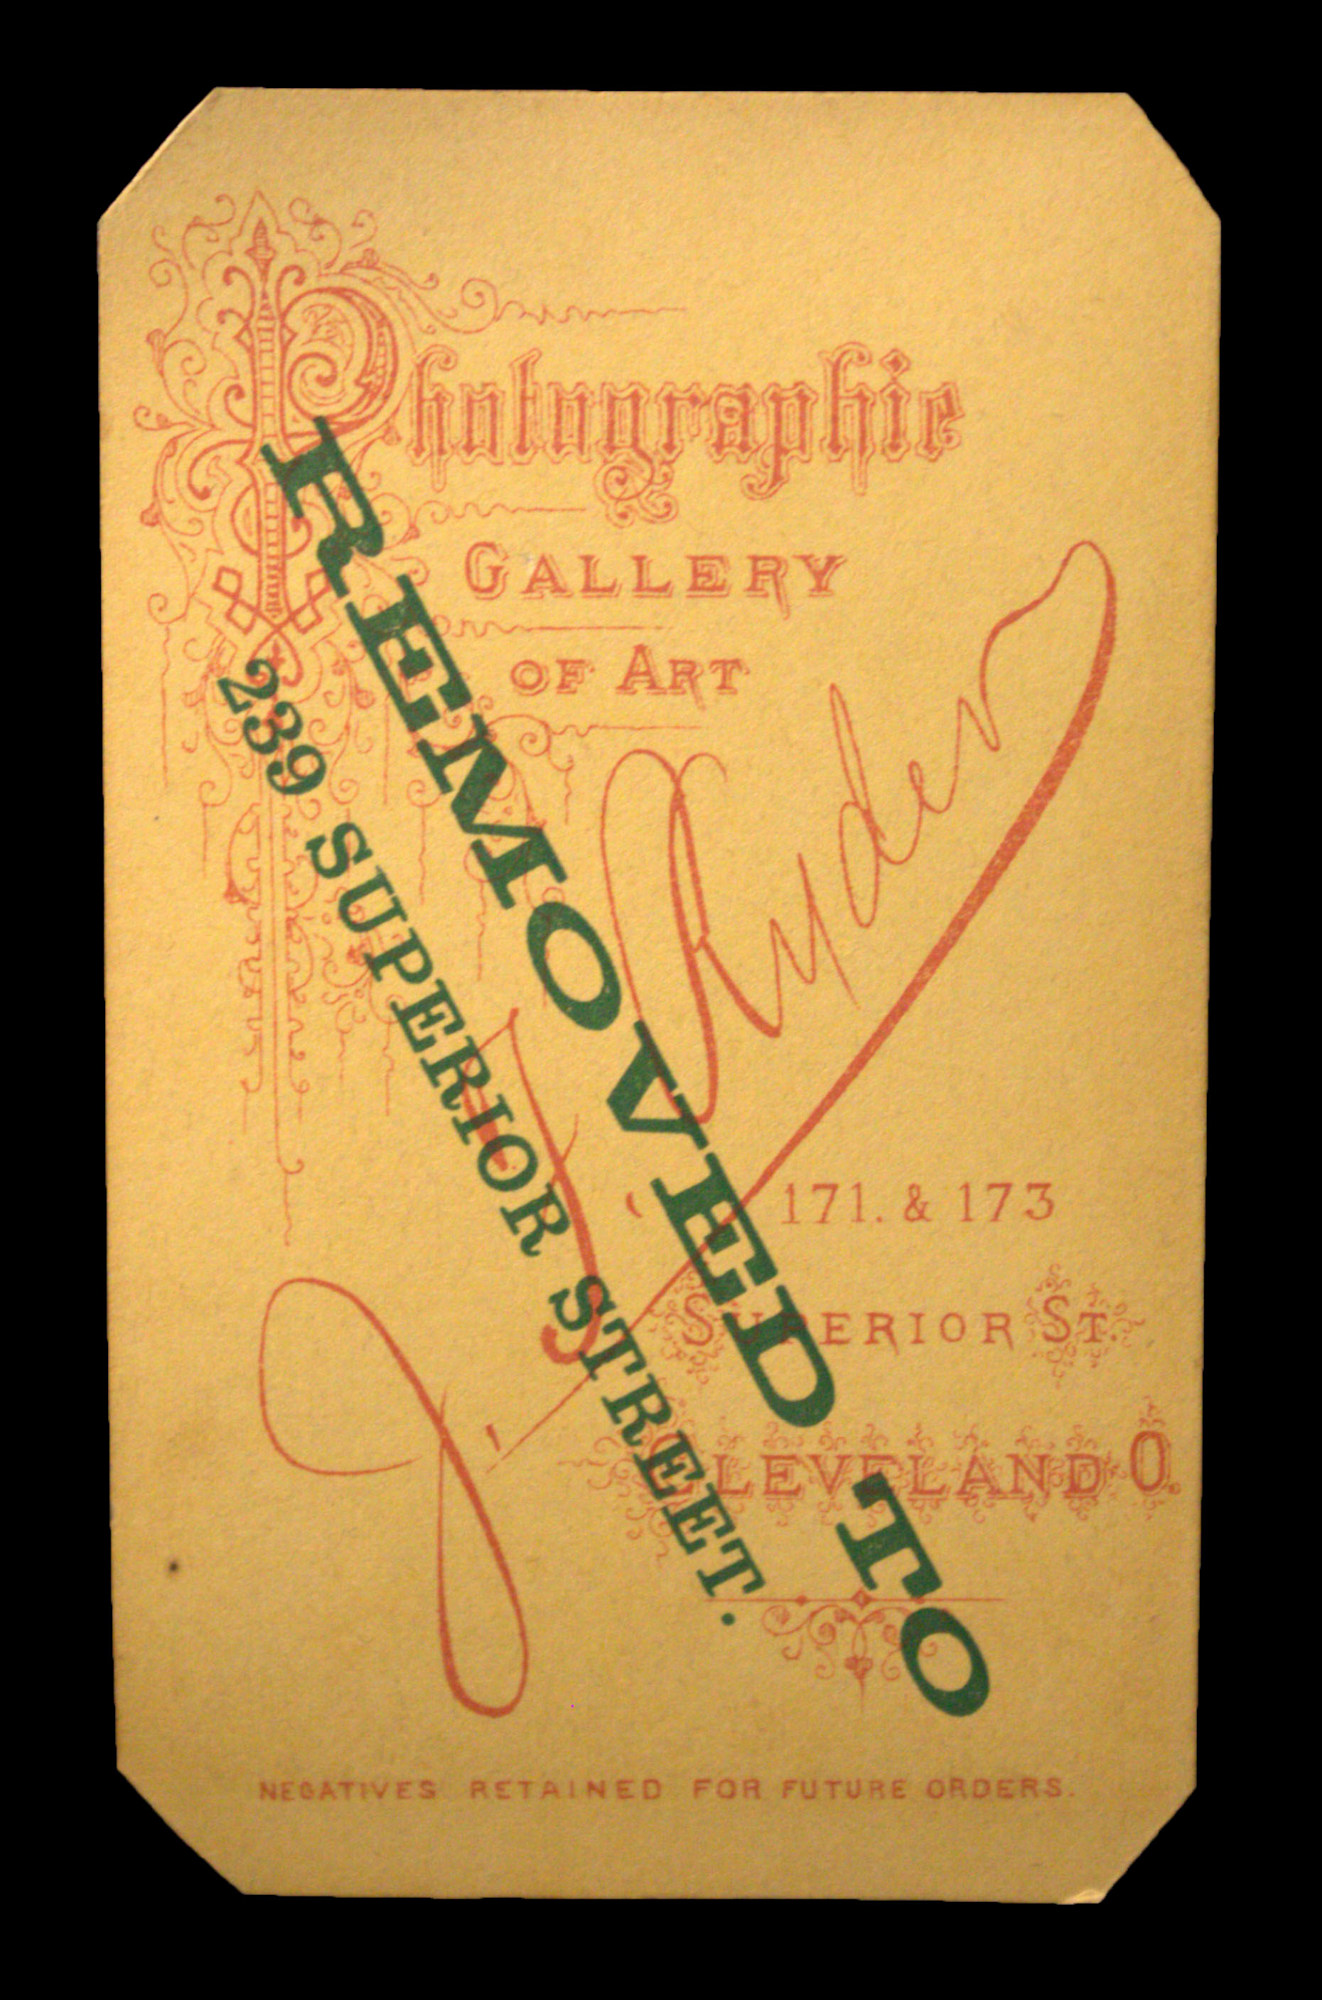 Photographic
GALLERY
OF ART
J. F. Ryder
171. & 173
SUPERIOR ST.
CLEVELAND O.
NEGATIVES RETAINED FOR FUTURE ORDERS.
REMOVED TO
239 SUPERIOR STREET.